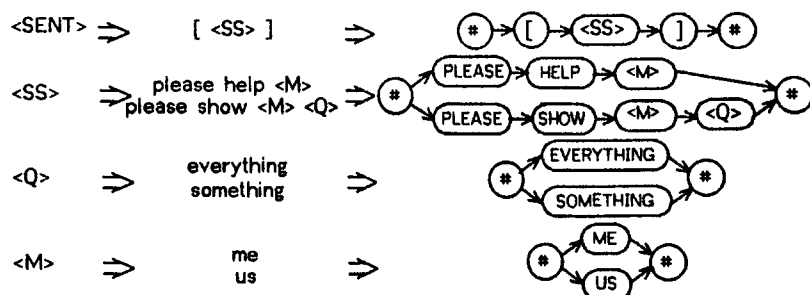 <SENT> ⇒ [ <SS> ] ⇒ # [ <SS> ] #
<SS> ⇒ please help <M> ⇒ # PLEASE HELP <M> #
please show <M> <Q> PLEASE SHOW <M> <Q>
<Q> ⇒ everything ⇒ # EVERYTHING #
something SOMETHING
<M> ⇒ me ⇒ # ME #
us US